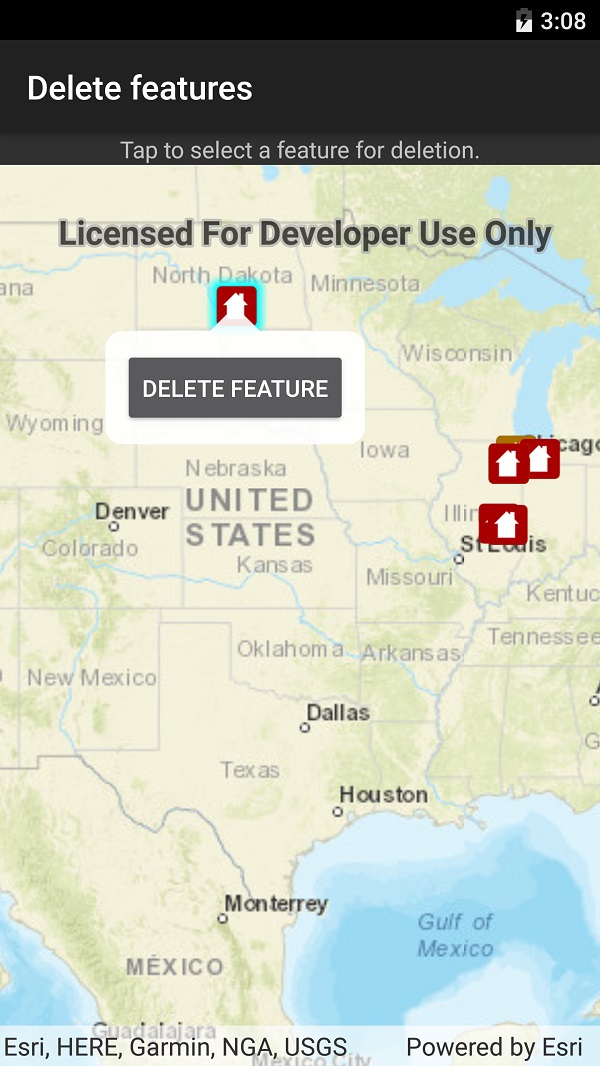 3:08
Delete features
Tap to select a feature for deletion.
Licensed For Developer Use Only
North Dakota
Minnesota
ana
Wisconsin
DELETE FEATURE
Wyoming
Iowa
Nebraska
UNITED
STATES
Denver
Colorado
Kansas
St Louis
Missouri
Kentuc
Tennessee
Oklahoma
Arkansas
New Mexico
Dallas
Texas
Houston
Monterrey
Gulf of
Mexico
MÉXICO
Guadalajara
Esri, HERE, Garmin, NGA, USGS
Powered by Esri
Mexico City